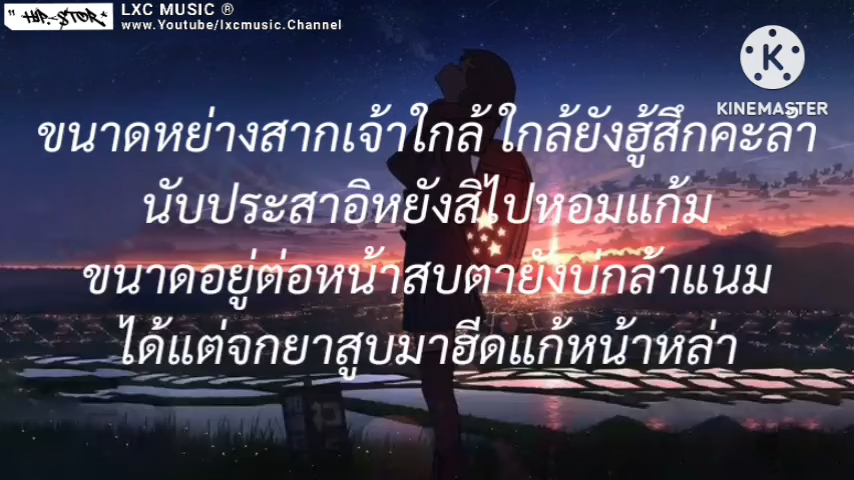 "HIP-STOR"
LXC MUSIC ®
www.Youtube/lxcmusic.Channel
K
KINEMASTER
ขนาดหย่างสากเจ้าใกล้ ใกล้ยังฮู้สึกคะลำ
นับประสาอิหยังสิไปหอมแก้ม
ขนาดอยู่ต่อหน้าสบตายังบ่กล้าแนม
ได้แต่จกยาสูบมาฮีดแก้หน้าหล่า